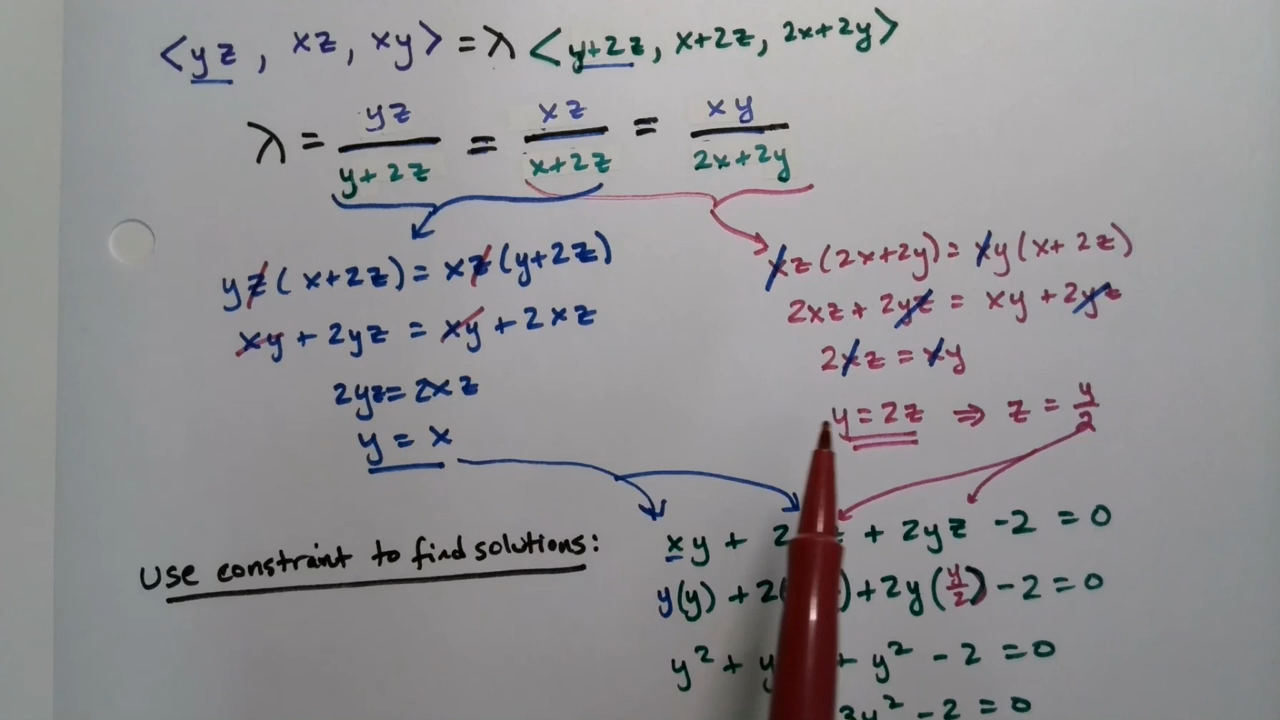 <yz, xz, xy> = λ <y+2z, x+2z, 2x+2y>
λ = yz/(y+2z) = xz/(x+2z) = xy/(2x+2y)
yz(x+2z) = xz(y+2z)
xy + 2yz = xy + 2xz
2yz = 2xz
y = x
xz(2x+2y) = xy(x+2z)
2xz + 2yz = xy + 2yz
2xz = xy
y = 2z ⇒ z = y/2
Use constraint to find solutions:
xy + 2 + 2yz - 2 = 0
y(y) + 2( ) + 2y(y/2) - 2 = 0
y² + y + y² - 2 = 0
3y² - 2 = 0